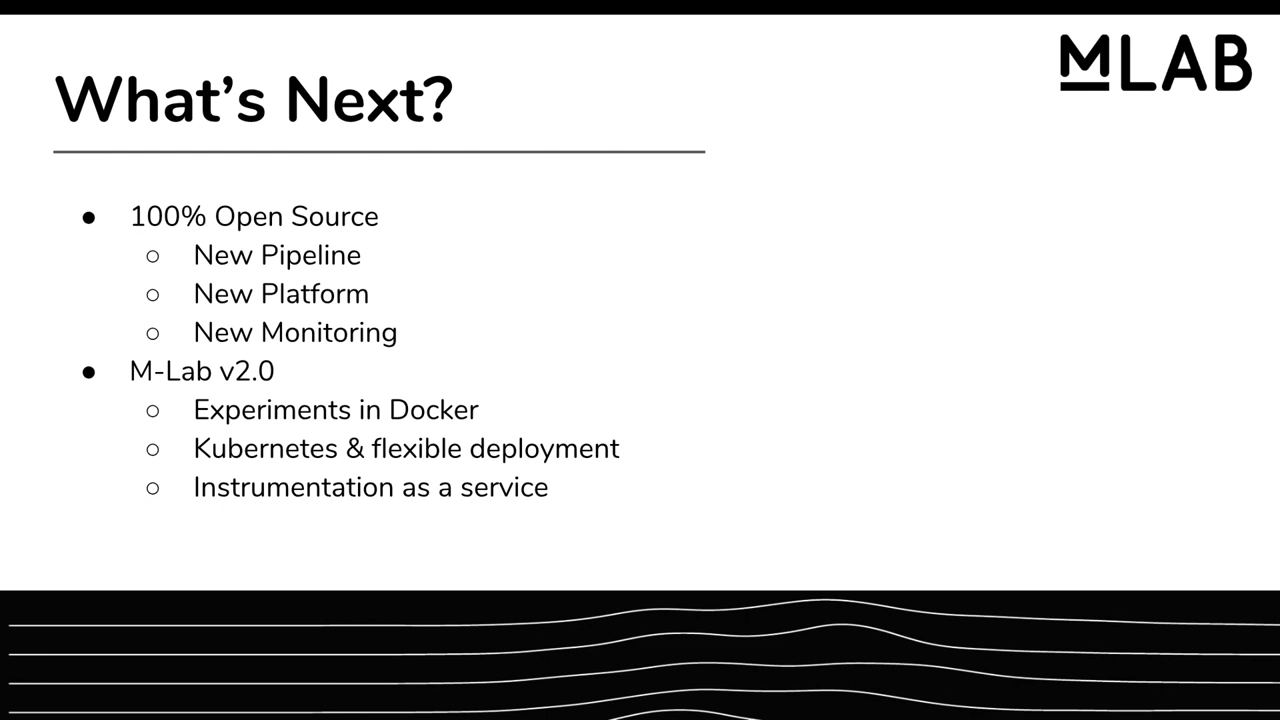 MLAB
What’s Next?
● 100% Open Source
○ New Pipeline
○ New Platform
○ New Monitoring
● M-Lab v2.0
○ Experiments in Docker
○ Kubernetes & flexible deployment
○ Instrumentation as a service